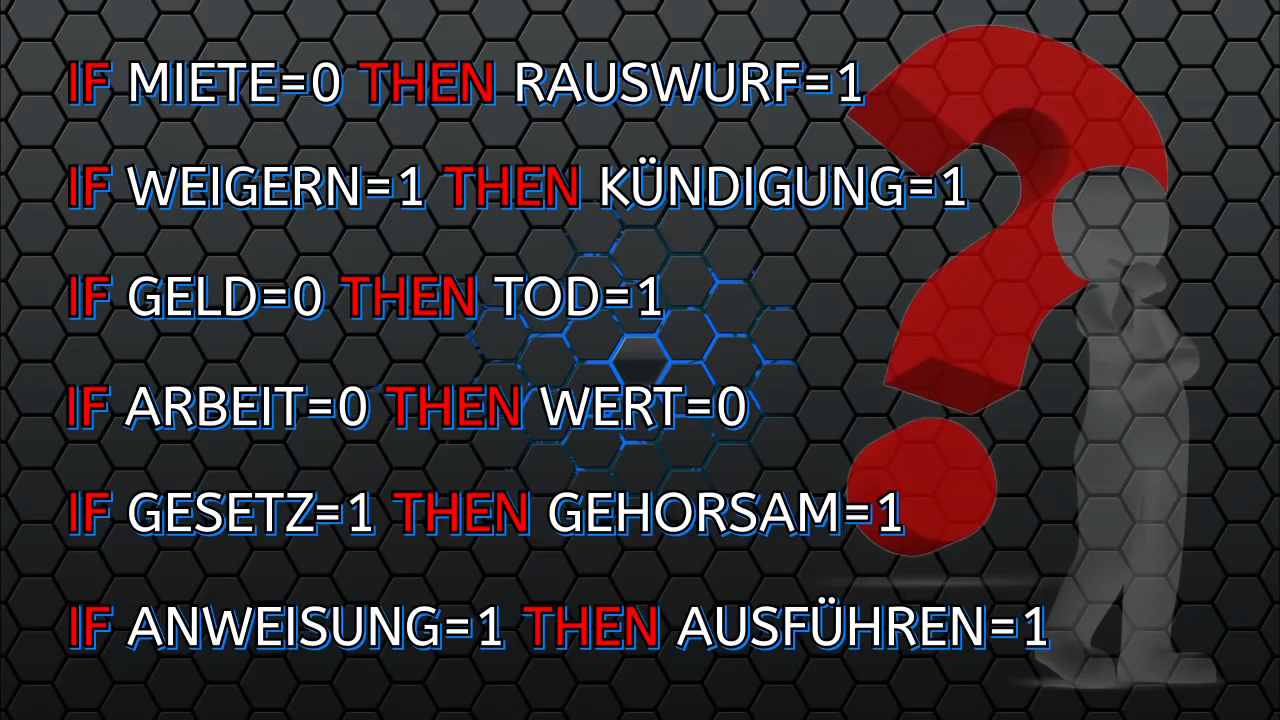 IF MIETE=0 THEN RAUSWURF=1
IF WEIGERN=1 THEN KÜNDIGUNG=1
IF GELD=0 THEN TOD=1
IF ARBEIT=0 THEN WERT=0
IF GESETZ=1 THEN GEHORSAM=1
IF ANWEISUNG=1 THEN AUSFÜHREN=1